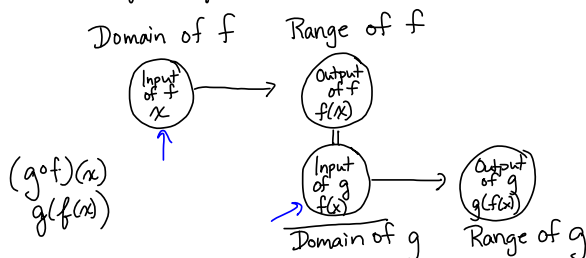 Domain of f
Range of f
Input
of f
x
Output
of f
f(x)
(g∘f)(x)
g(f(x))
Input
of g
f(x)
Output
of g
g(f(x))
Domain of g
Range of g